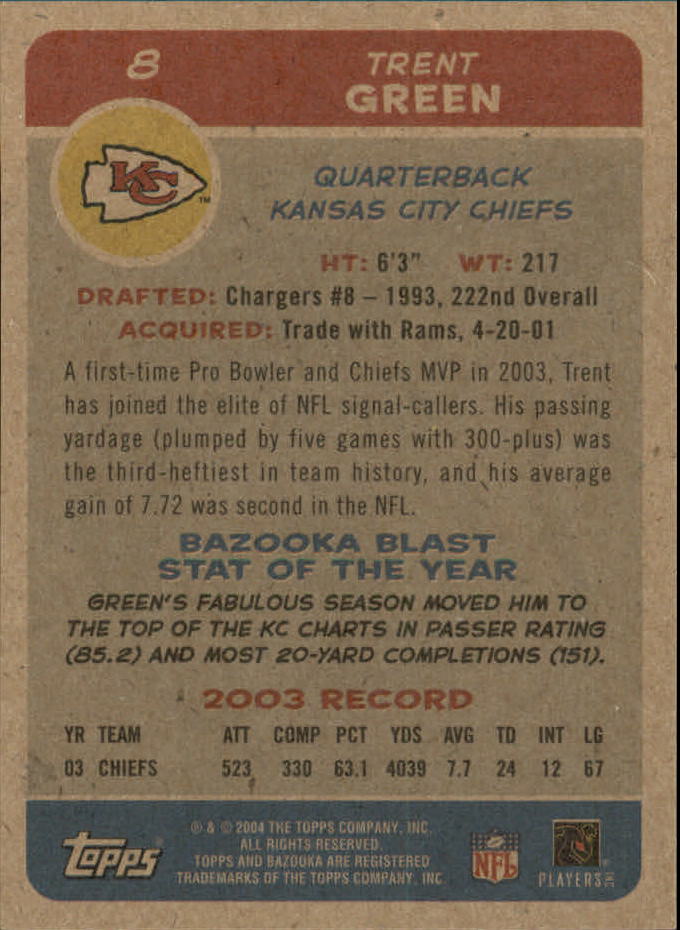 8
TRENT
GREEN
KC
TM
QUARTERBACK
KANSAS CITY CHIEFS
HT: 6'3" WT: 217
DRAFTED: Chargers #8 – 1993, 222nd Overall
ACQUIRED: Trade with Rams, 4-20-01
A first-time Pro Bowler and Chiefs MVP in 2003, Trent
has joined the elite of NFL signal-callers. His passing
yardage (plumped by five games with 300-plus) was
the third-heftiest in team history, and his average
gain of 7.72 was second in the NFL.
BAZOOKA BLAST
STAT OF THE YEAR
GREEN'S FABULOUS SEASON MOVED HIM TO
THE TOP OF THE KC CHARTS IN PASSER RATING
(85.2) AND MOST 20-YARD COMPLETIONS (151).
2003 RECORD
YR TEAM ATT COMP PCT YDS AVG TD INT LG
03 CHIEFS 523 330 63.1 4039 7.7 24 12 67
topps
® & © 2004 THE TOPPS COMPANY, INC.
ALL RIGHTS RESERVED.
TOPPS AND BAZOOKA ARE REGISTERED
TRADEMARKS OF THE TOPPS COMPANY, INC.
NFL
PLAYERS INC